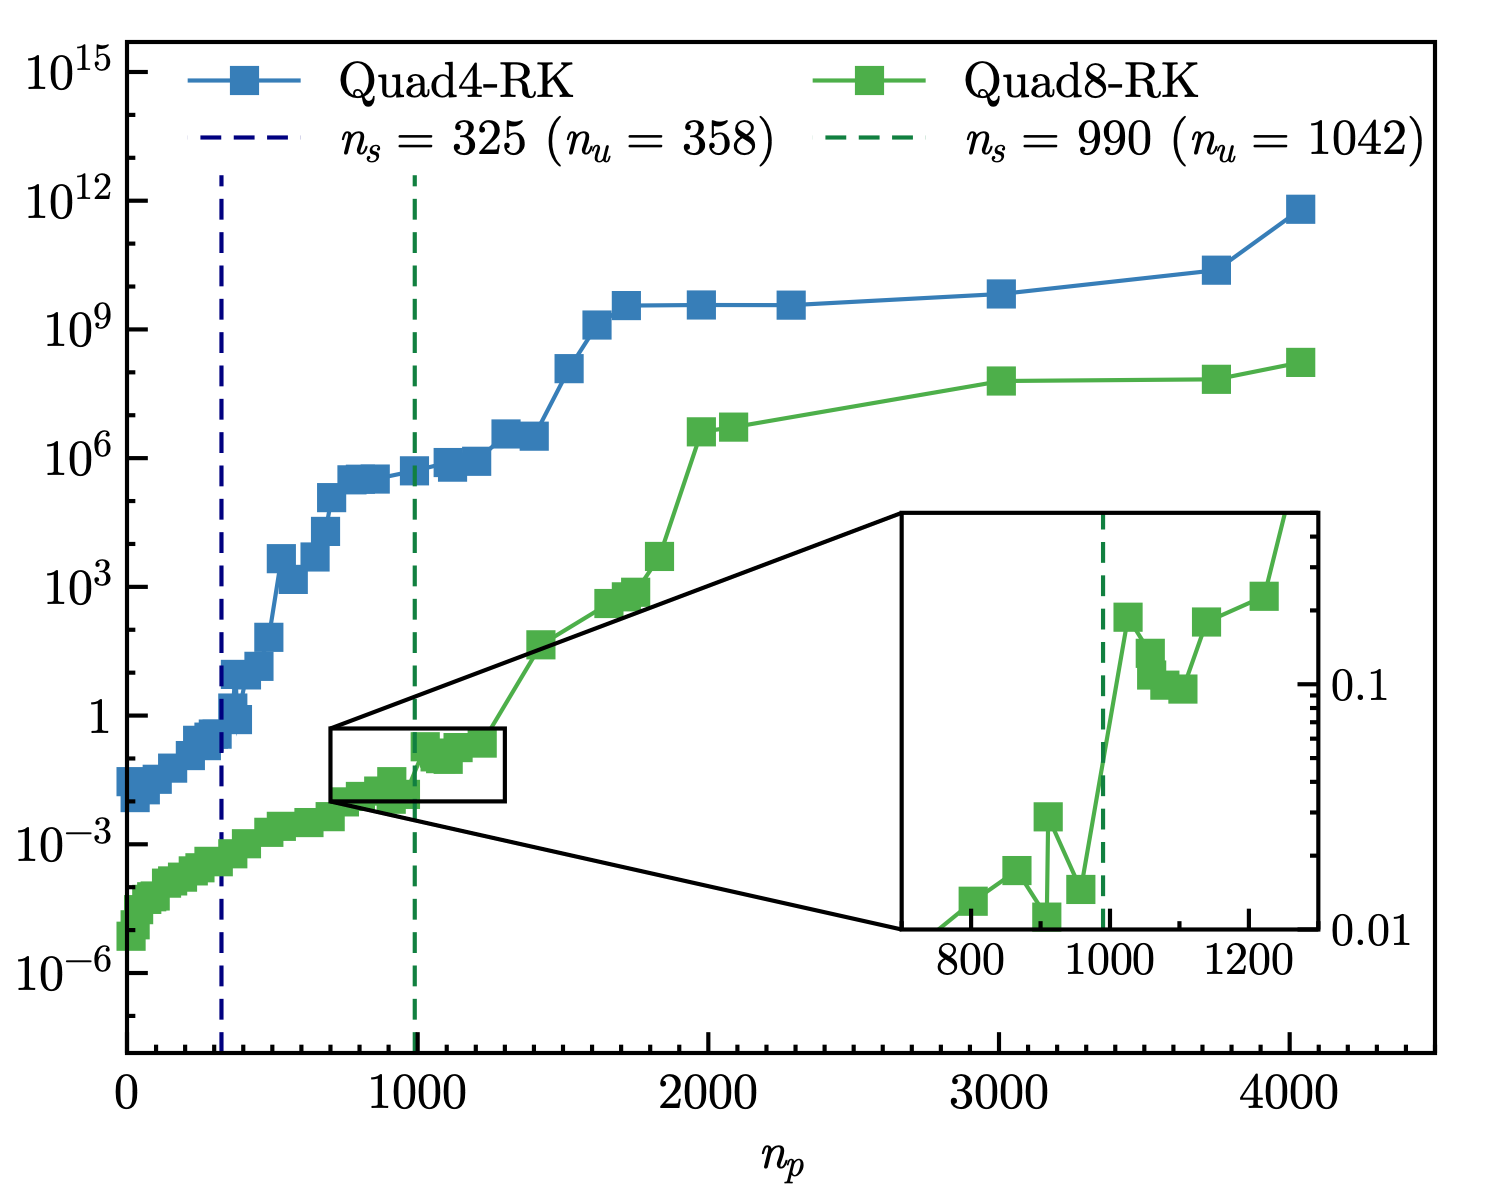 Quad4-RK
Quad8-RK
n_s = 325 (n_u = 358)
n_s = 990 (n_u = 1042)
10^15
10^12
10^9
10^6
10^3
1
10^−3
10^−6
0.1
0.01
800 1000 1200
0 1000 2000 3000 4000
n_p